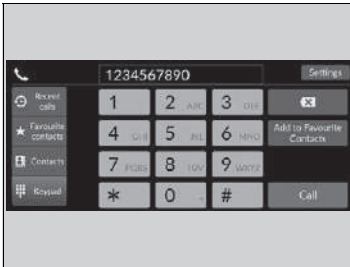 1234567890
Settings
Recent
calls
1
2 ABC
3 DEF
Favourite
contacts
4 GHI
5 JKL
6 MNO
Add to Favourite
Contacts
Contacts
7 PQRS
8 TUV
9 WXYZ
Keypad
*
0 +
#
Call